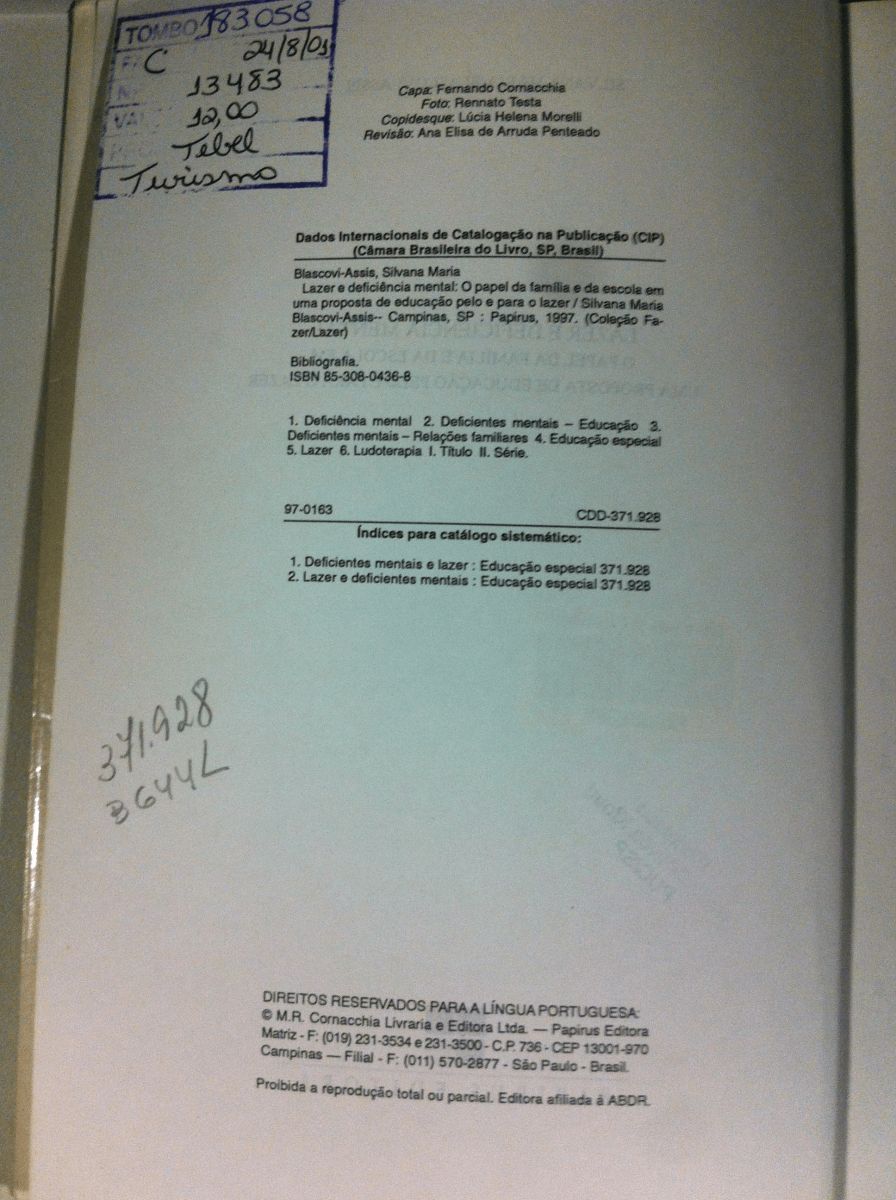 TOMBO 183058
C 24/8/01
13483
VAL 12,00
Tebel
Turismo
Capa: Fernando Cornacchia
Foto: Rennato Testa
Copidesque: Lúcia Helena Morelli
Revisão: Ana Elisa de Arruda Penteado
Dados Internacionais de Catalogação na Publicação (CIP)
(Câmara Brasileira do Livro, SP, Brasil)
Blascovi-Assis, Silvana Maria
Lazer e deficiência mental: O papel da família e da escola em
uma proposta de educação pelo e para o lazer / Silvana Maria
Blascovi-Assis-- Campinas, SP : Papirus, 1997. (Coleção Fa-
zer/Lazer)
Bibliografia.
ISBN 85-308-0436-8
1. Deficiência mental 2. Deficientes mentais – Educação 3.
Deficientes mentais – Relações familiares 4. Educação especial
5. Lazer 6. Ludoterapia I. Título II. Série.
97-0163 CDD-371.928
Índices para catálogo sistemático:
1. Deficientes mentais e lazer : Educação especial 371.928
2. Lazer e deficientes mentais : Educação especial 371.928
371.928
B644L
DIREITOS RESERVADOS PARA A LÍNGUA PORTUGUESA:
© M.R. Cornacchia Livraria e Editora Ltda. — Papirus Editora
Matriz - F: (019) 231-3534 e 231-3500 - C.P. 736 - CEP 13001-970
Campinas — Filial - F: (011) 570-2877 - São Paulo - Brasil.
Proibida a reprodução total ou parcial. Editora afiliada à ABDR.